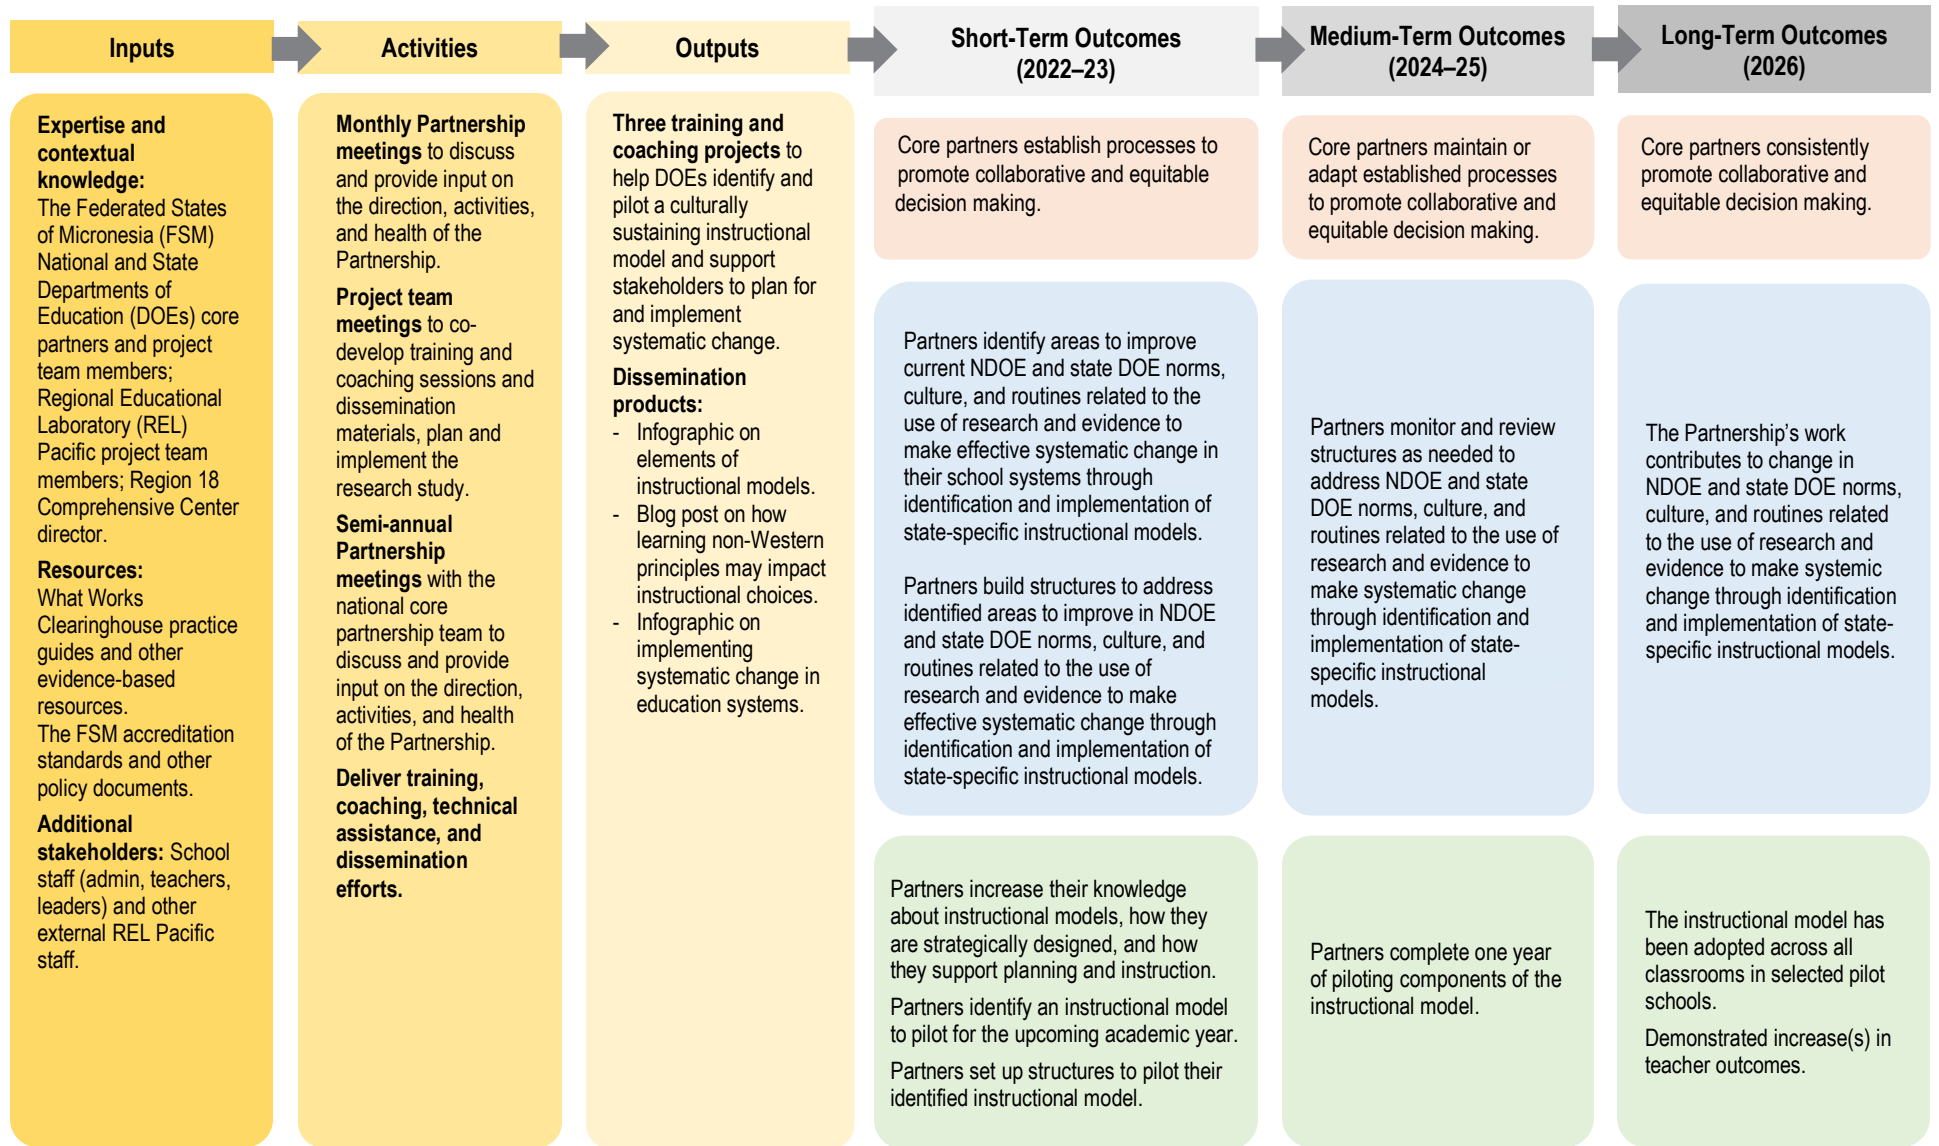 Inputs
Activities
Outputs
Short-Term Outcomes
(2022–23)
Medium-Term Outcomes
(2024–25)
Long-Term Outcomes
(2026)
Expertise and
contextual
knowledge:
The Federated States
of Micronesia (FSM)
National and State
Departments of
Education (DOEs) core
partners and project
team members;
Regional Educational
Laboratory (REL)
Pacific project team
members; Region 18
Comprehensive Center
director.
Resources:
What Works
Clearinghouse practice
guides and other
evidence-based
resources.
The FSM accreditation
standards and other
policy documents.
Additional
stakeholders: School
staff (admin, teachers,
leaders) and other
external REL Pacific
staff.
Monthly Partnership
meetings to discuss
and provide input on
the direction, activities,
and health of the
Partnership.
Project team
meetings to co-
develop training and
coaching sessions and
dissemination
materials, plan and
implement the
research study.
Semi-annual
Partnership
meetings with the
national core
partnership team to
discuss and provide
input on the direction,
activities, and health
of the Partnership.
Deliver training,
coaching, technical
assistance, and
dissemination
efforts.
Three training and
coaching projects to
help DOEs identify and
pilot a culturally
sustaining instructional
model and support
stakeholders to plan for
and implement
systematic change.
Dissemination
products:
- Infographic on
elements of
instructional models.
- Blog post on how
learning non-Western
principles may impact
instructional choices.
- Infographic on
implementing
systematic change in
education systems.
Core partners establish processes to
promote collaborative and equitable
decision making.
Partners identify areas to improve
current NDOE and state DOE norms,
culture, and routines related to the
use of research and evidence to
make effective systematic change in
their school systems through
identification and implementation of
state-specific instructional models.
Partners build structures to address
identified areas to improve in NDOE
and state DOE norms, culture, and
routines related to the use of
research and evidence to make
effective systematic change through
identification and implementation of
state-specific instructional models.
Partners increase their knowledge
about instructional models, how they
are strategically designed, and how
they support planning and instruction.
Partners identify an instructional model
to pilot for the upcoming academic year.
Partners set up structures to pilot their
identified instructional model.
Core partners maintain or
adapt established processes
to promote collaborative and
equitable decision making.
Partners monitor and review
structures as needed to
address NDOE and state
DOE norms, culture, and
routines related to the use of
research and evidence to
make systematic change
through identification and
implementation of state-
specific instructional
models.
Partners complete one year
of piloting components of the
instructional model.
Core partners consistently
promote collaborative and
equitable decision making.
The Partnership’s work
contributes to change in
NDOE and state DOE norms,
culture, and routines related
to the use of research and
evidence to make systemic
change through identification
and implementation of state-
specific instructional models.
The instructional model has
been adopted across all
classrooms in selected pilot
schools.
Demonstrated increase(s) in
teacher outcomes.